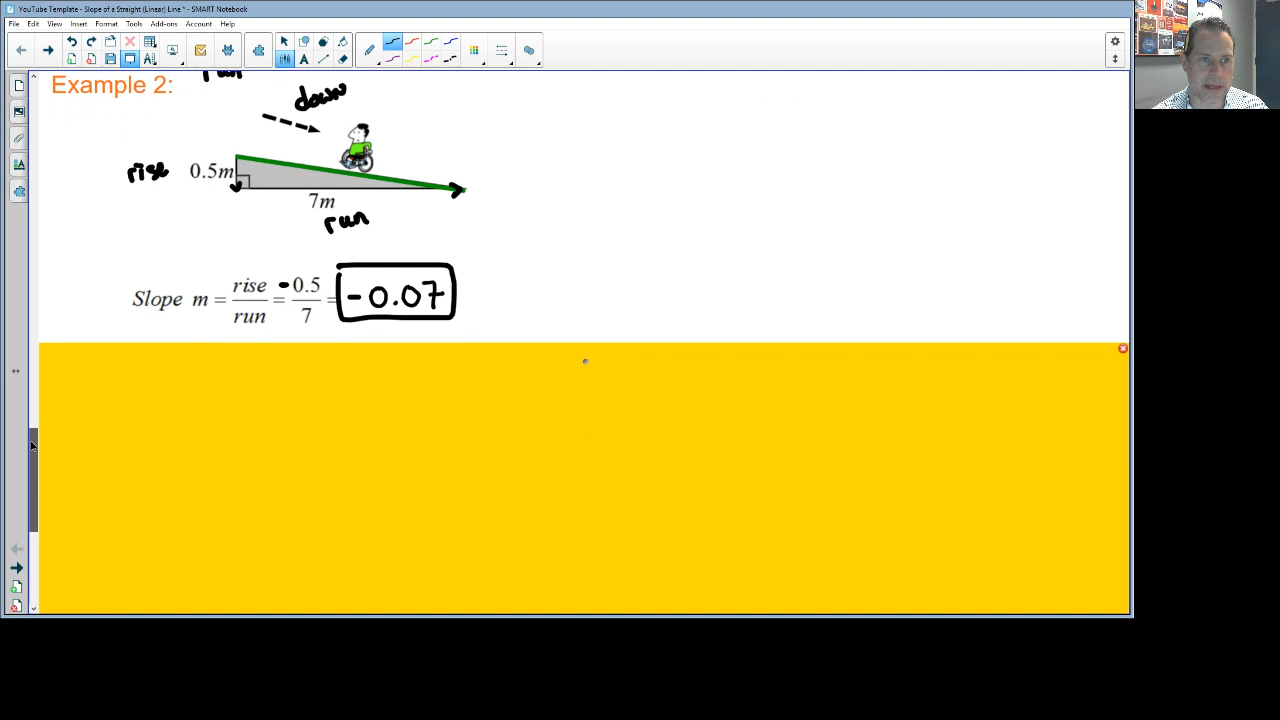 YouTube Template - Slope of a Straight (Linear) Line * - SMART Notebook
File Edit View Insert Format Tools Add-ons Account Help
Example 2:
down
rise 0.5m
7m
run
Slope m = rise/run = -0.5/7 = -0.07